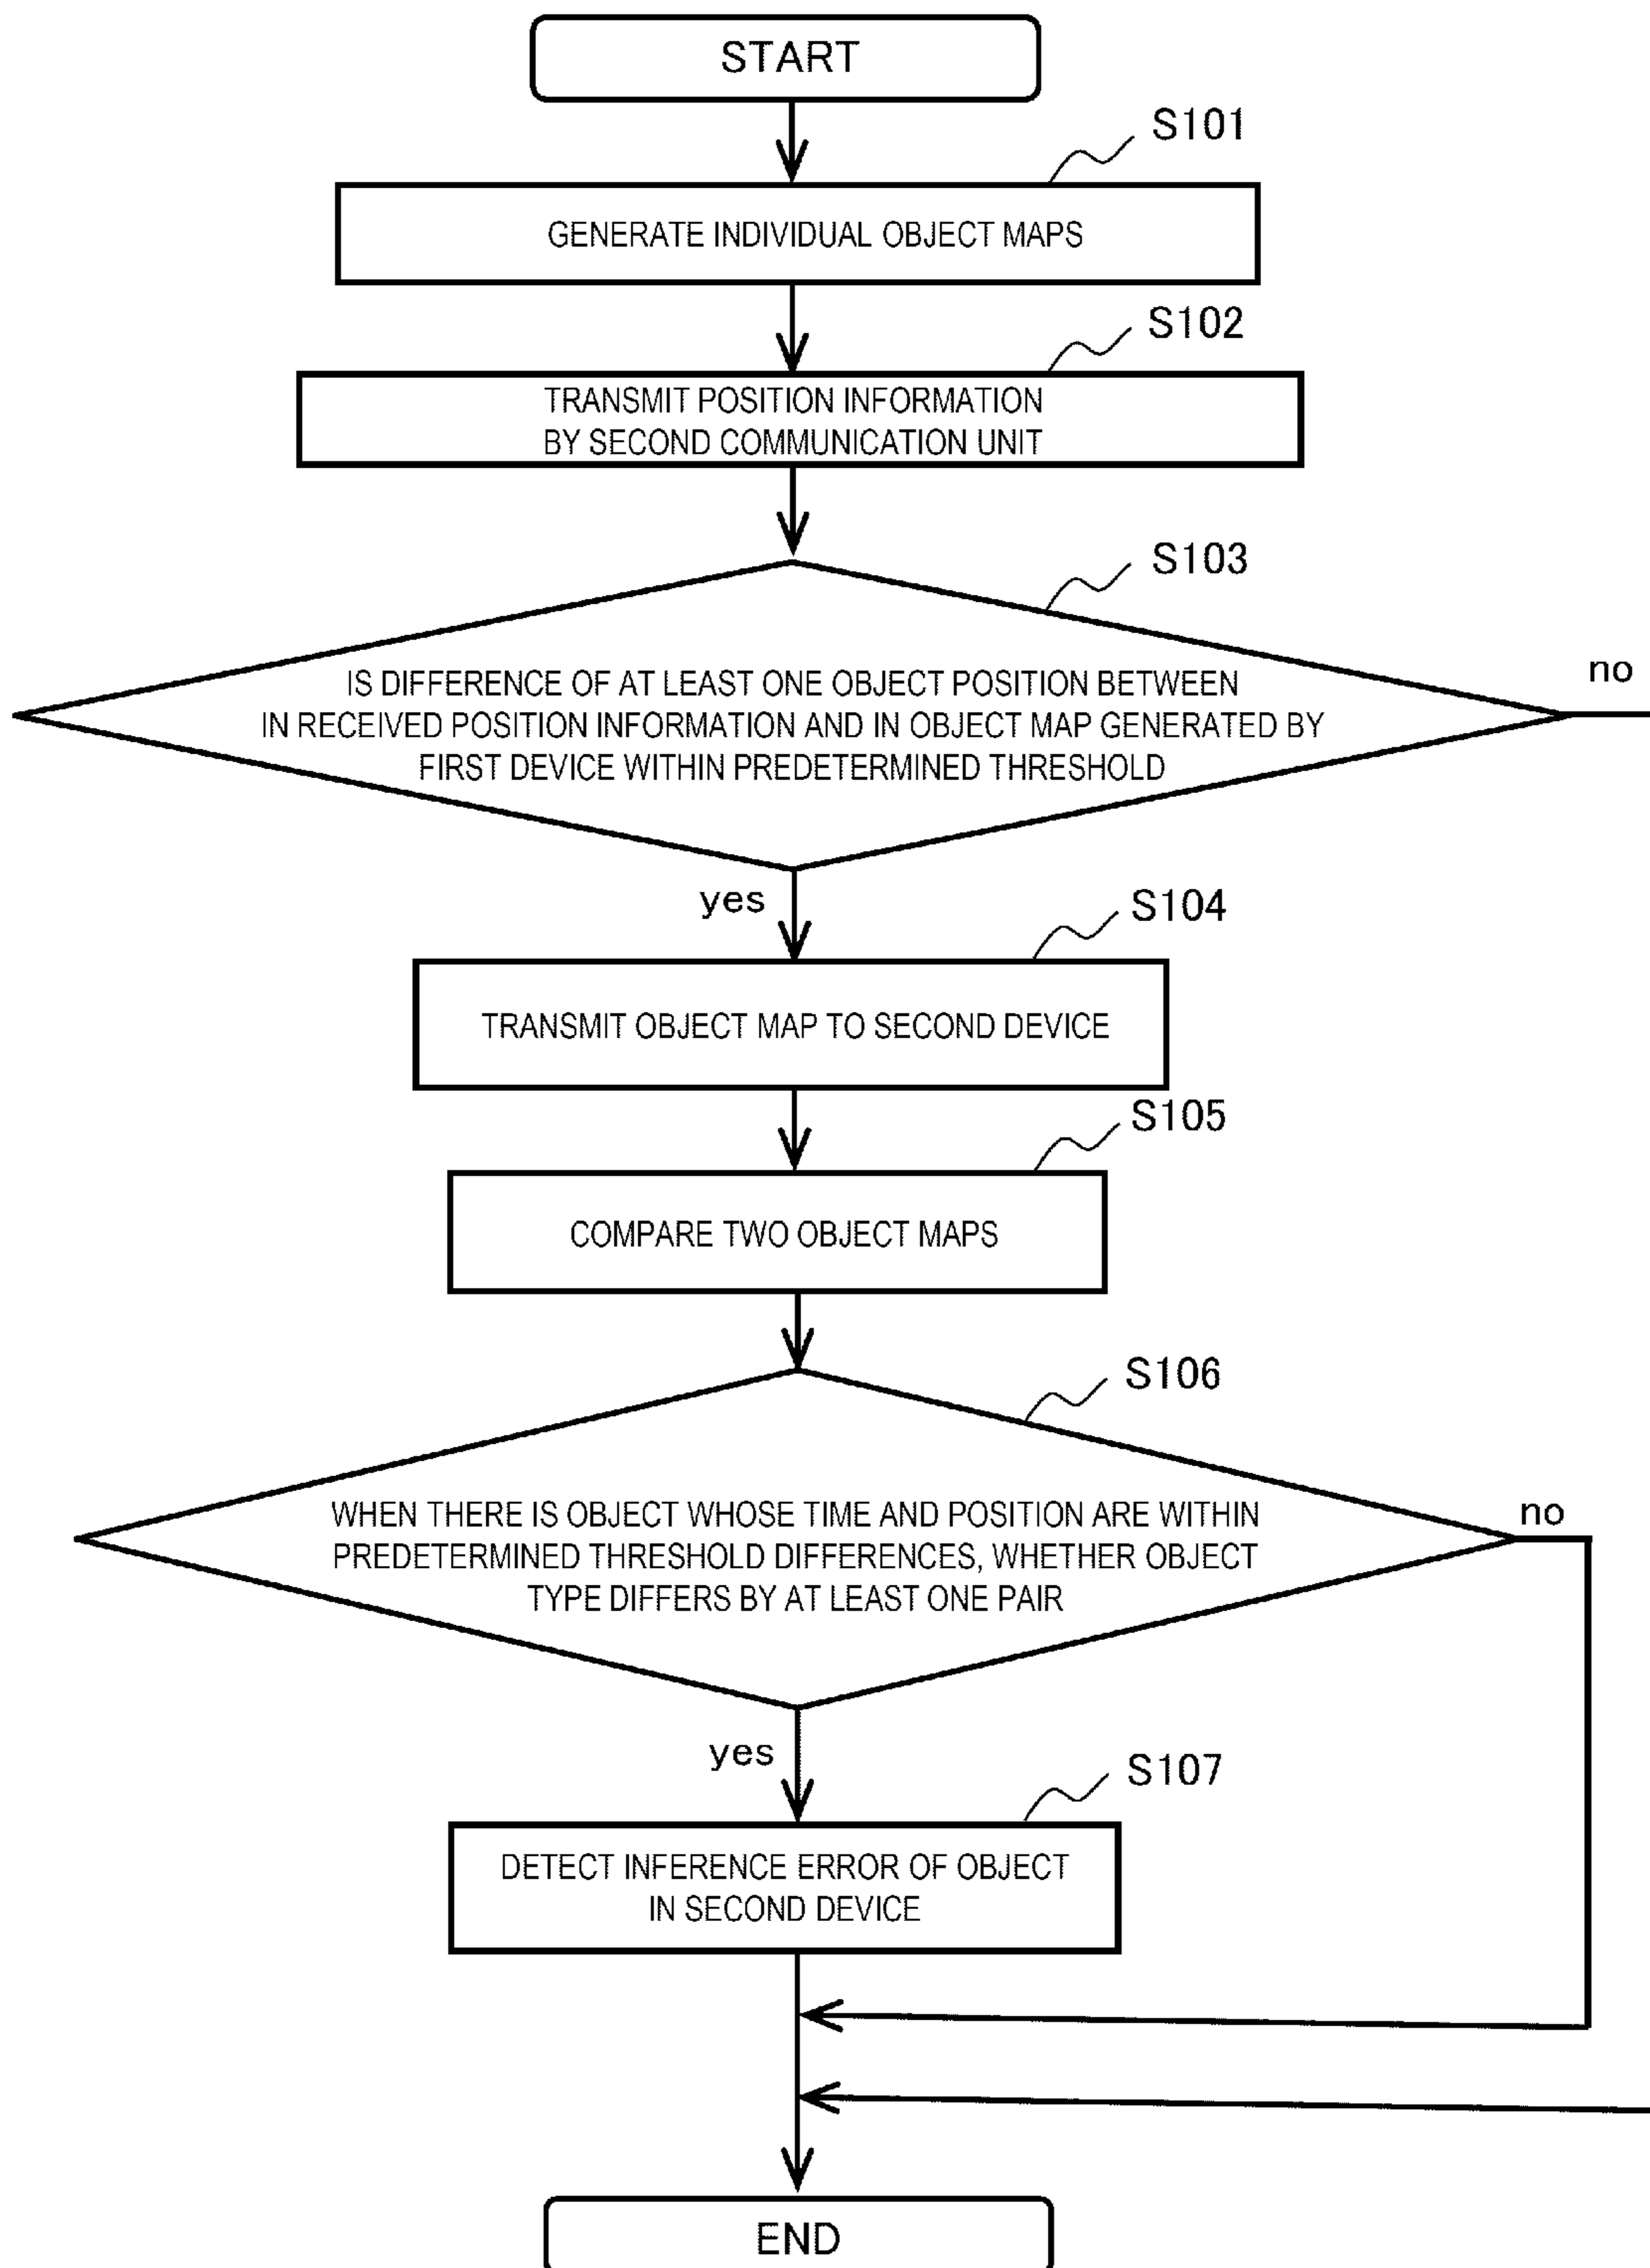 START
S101
GENERATE INDIVIDUAL OBJECT MAPS
S102
TRANSMIT POSITION INFORMATION
BY SECOND COMMUNICATION UNIT
S103
IS DIFFERENCE OF AT LEAST ONE OBJECT POSITION BETWEEN
IN RECEIVED POSITION INFORMATION AND IN OBJECT MAP GENERATED BY
FIRST DEVICE WITHIN PREDETERMINED THRESHOLD
no
yes
S104
TRANSMIT OBJECT MAP TO SECOND DEVICE
S105
COMPARE TWO OBJECT MAPS
S106
WHEN THERE IS OBJECT WHOSE TIME AND POSITION ARE WITHIN
PREDETERMINED THRESHOLD DIFFERENCES, WHETHER OBJECT
TYPE DIFFERS BY AT LEAST ONE PAIR
no
yes
S107
DETECT INFERENCE ERROR OF OBJECT
IN SECOND DEVICE
END